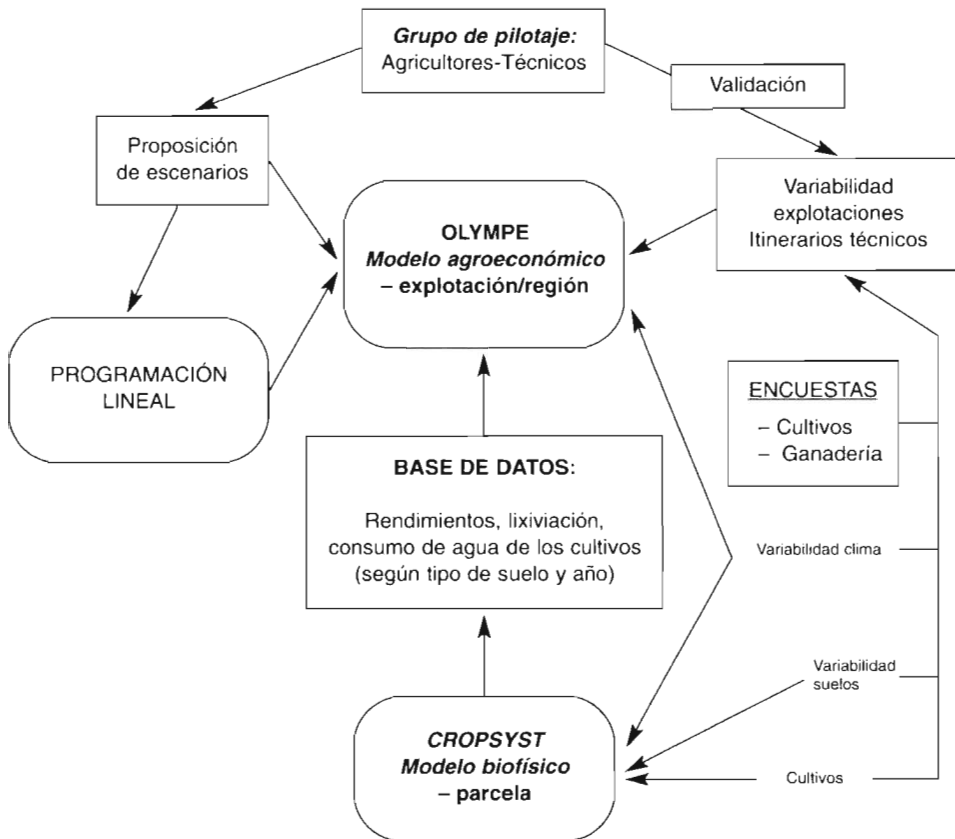 Grupo de pilotaje:
Agricultores-Técnicos
Validación
Proposición
de escenarios
Variabilidad
explotaciones
Itinerarios técnicos
OLYMPE
Modelo agroeconómico
– explotación/región
PROGRAMACIÓN
LINEAL
ENCUESTAS
– Cultivos
– Ganadería
BASE DE DATOS:
Rendimientos, lixiviación,
consumo de agua de los cultivos
(según tipo de suelo y año)
Variabilidad clima
Variabilidad
suelos
CROPSYST
Modelo biofísico
– parcela
Cultivos